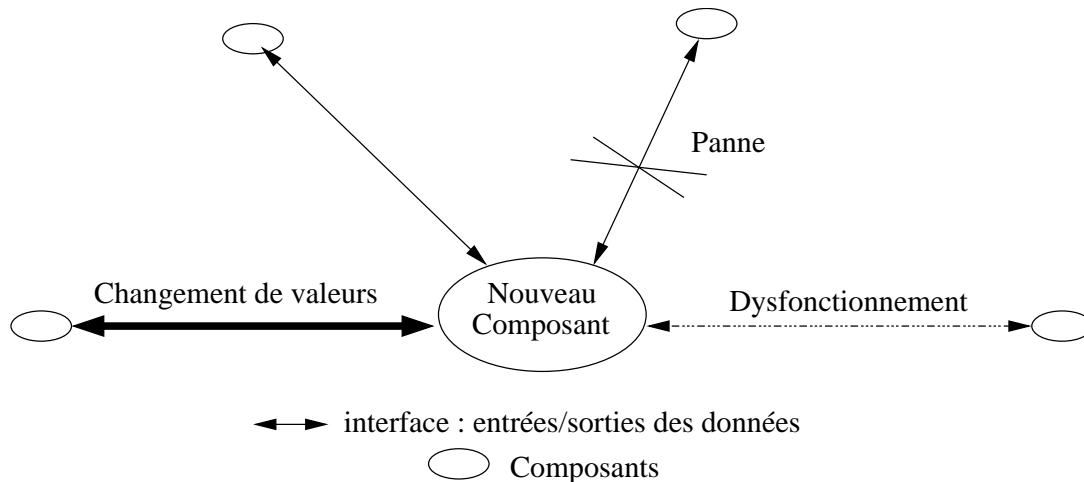 Panne
Changement de valeurs
Nouveau
Composant
Dysfonctionnement
interface : entrées/sorties des données
Composants